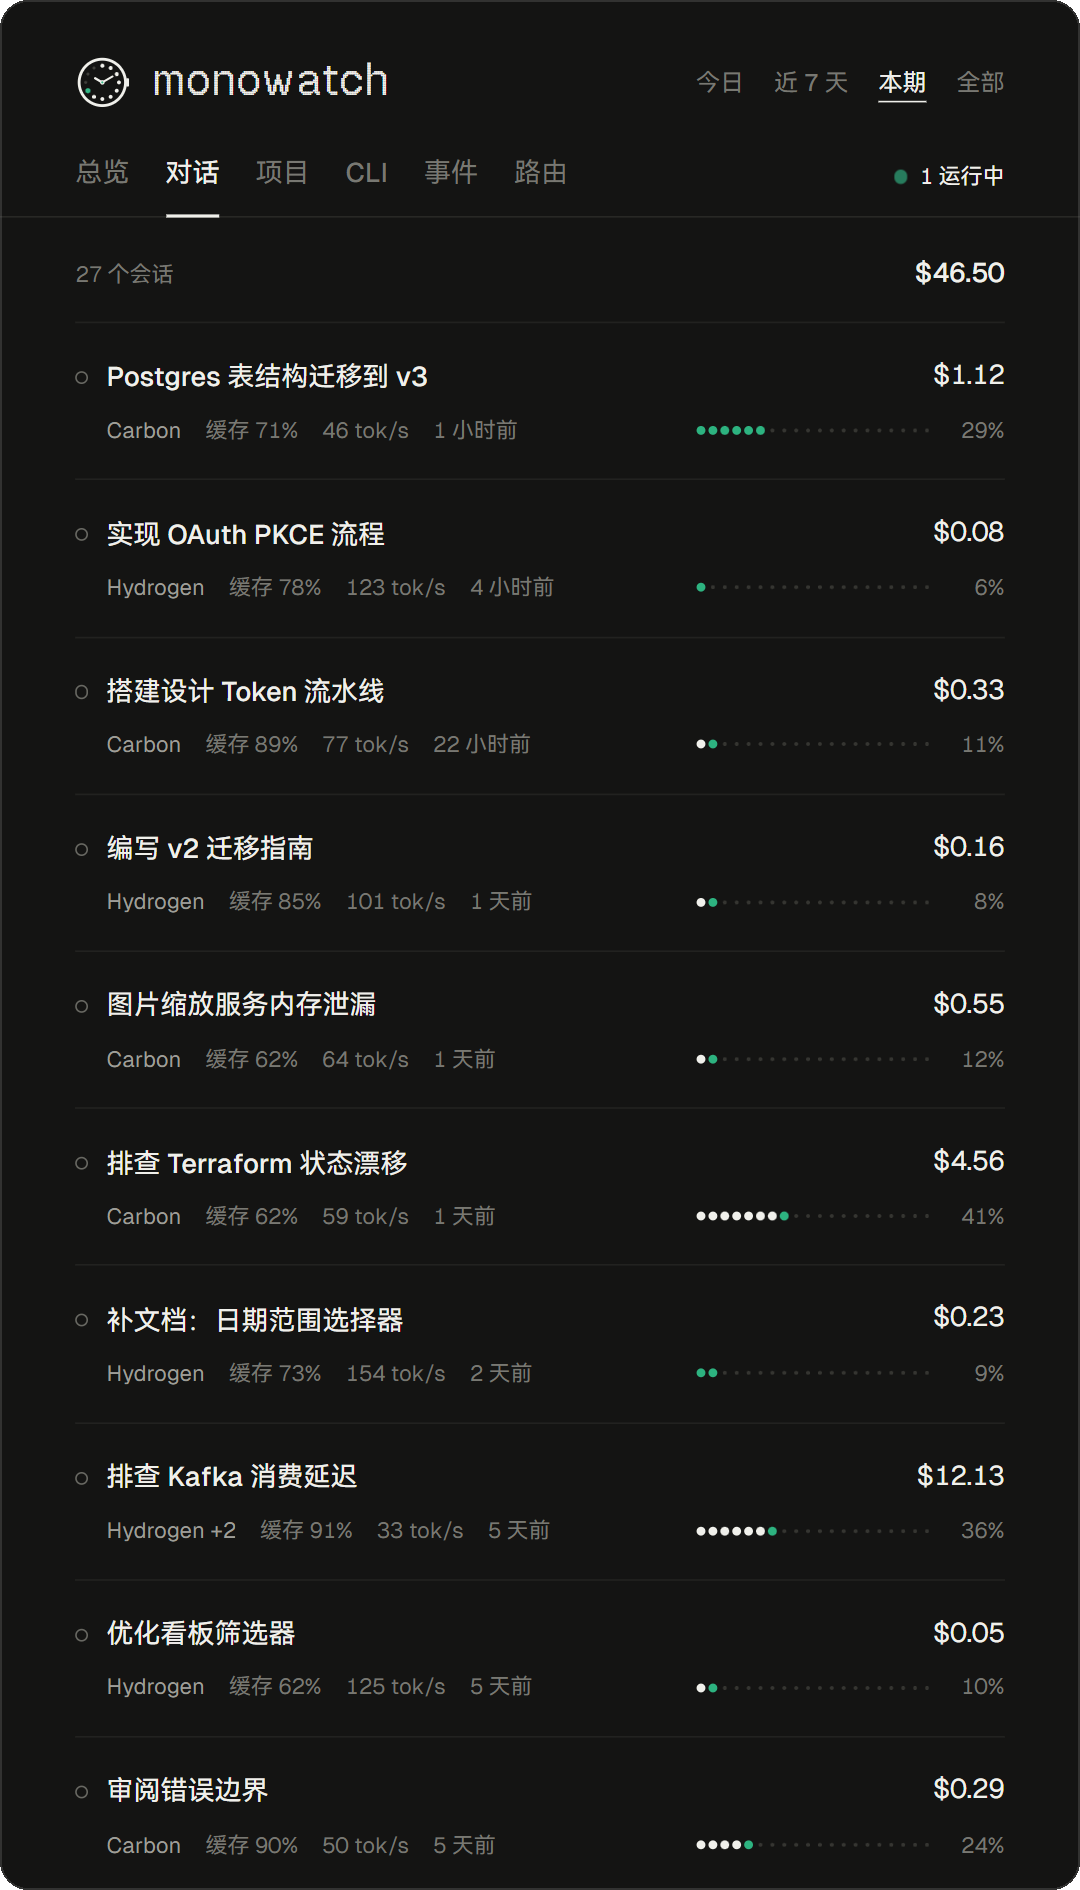 monowatch
今日 近 7 天 本期 全部
总览 对话 项目 CLI 事件 路由 1 运行中
27 个会话 $46.50
Postgres 表结构迁移到 v3 $1.12
Carbon 缓存 71% 46 tok/s 1 小时前 29%
实现 OAuth PKCE 流程 $0.08
Hydrogen 缓存 78% 123 tok/s 4 小时前 6%
搭建设计 Token 流水线 $0.33
Carbon 缓存 89% 77 tok/s 22 小时前 11%
编写 v2 迁移指南 $0.16
Hydrogen 缓存 85% 101 tok/s 1 天前 8%
图片缩放服务内存泄漏 $0.55
Carbon 缓存 62% 64 tok/s 1 天前 12%
排查 Terraform 状态漂移 $4.56
Carbon 缓存 62% 59 tok/s 1 天前 41%
补文档：日期范围选择器 $0.23
Hydrogen 缓存 73% 154 tok/s 2 天前 9%
排查 Kafka 消费延迟 $12.13
Hydrogen +2 缓存 91% 33 tok/s 5 天前 36%
优化看板筛选器 $0.05
Hydrogen 缓存 62% 125 tok/s 5 天前 10%
审阅错误边界 $0.29
Carbon 缓存 90% 50 tok/s 5 天前 24%